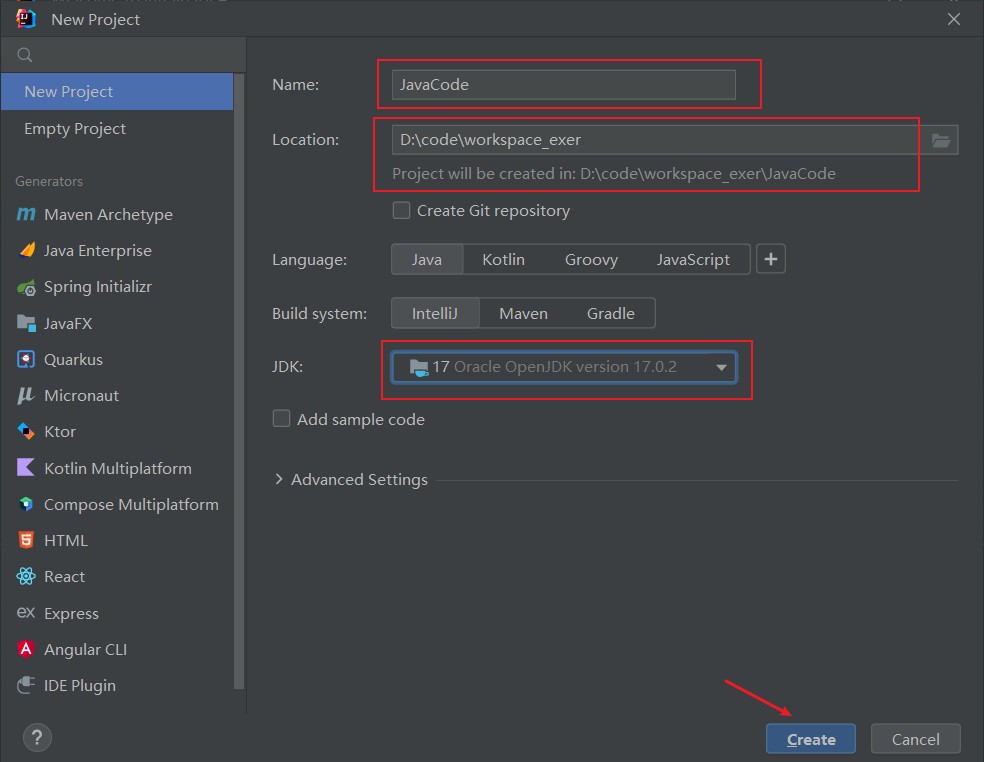 New Project
New Project
Empty Project
Generators
Maven Archetype
Java Enterprise
Spring Initializr
JavaFX
Quarkus
Micronaut
Ktor
Kotlin Multiplatform
Compose Multiplatform
HTML
React
Express
Angular CLI
IDE Plugin
Name: JavaCode
Location: D:\code\workspace_exer
Project will be created in: D:\code\workspace_exer\JavaCode
Create Git repository
Language: Java Kotlin Groovy JavaScript +
Build system: IntelliJ Maven Gradle
JDK: 17 Oracle OpenJDK version 17.0.2
Add sample code
Advanced Settings
? Create Cancel